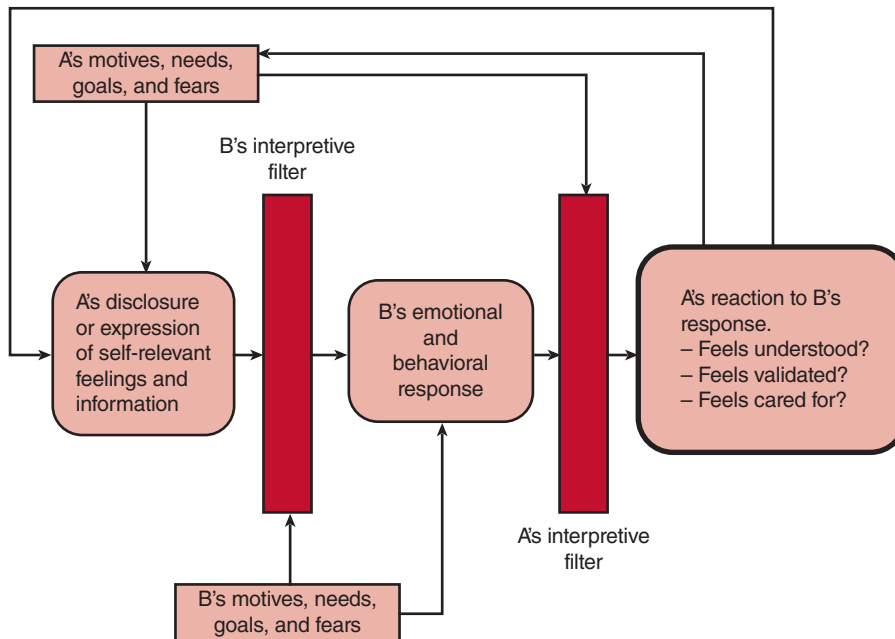 A's motives, needs,
goals, and fears
B's interpretive
filter
A's disclosure
or expression
of self-relevant
feelings and
information
B's emotional
and
behavioral
response
A's reaction to B's
response.
– Feels understood?
– Feels validated?
– Feels cared for?
A's interpretive
filter
B's motives, needs,
goals, and fears